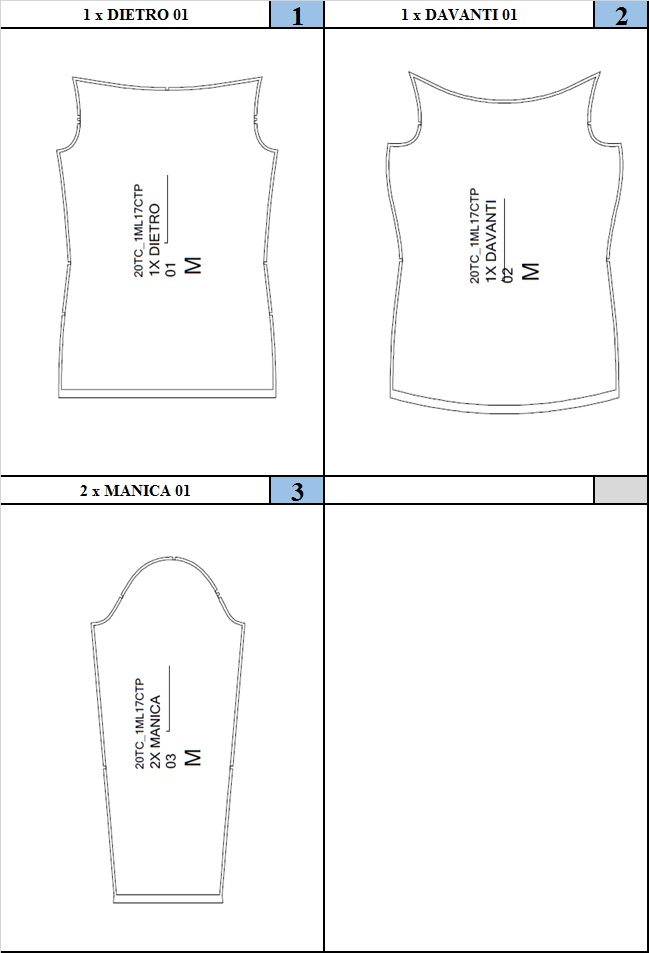 1 x DIETRO 01
1
1 x DAVANTI 01
2
20TC_1ML17CTP
1X DIETRO
01
M
20TC_1ML17CTP
1X DAVANTI
02
M
2 x MANICA 01
3
20TC_1ML17CTP
2X MANICA
03
M